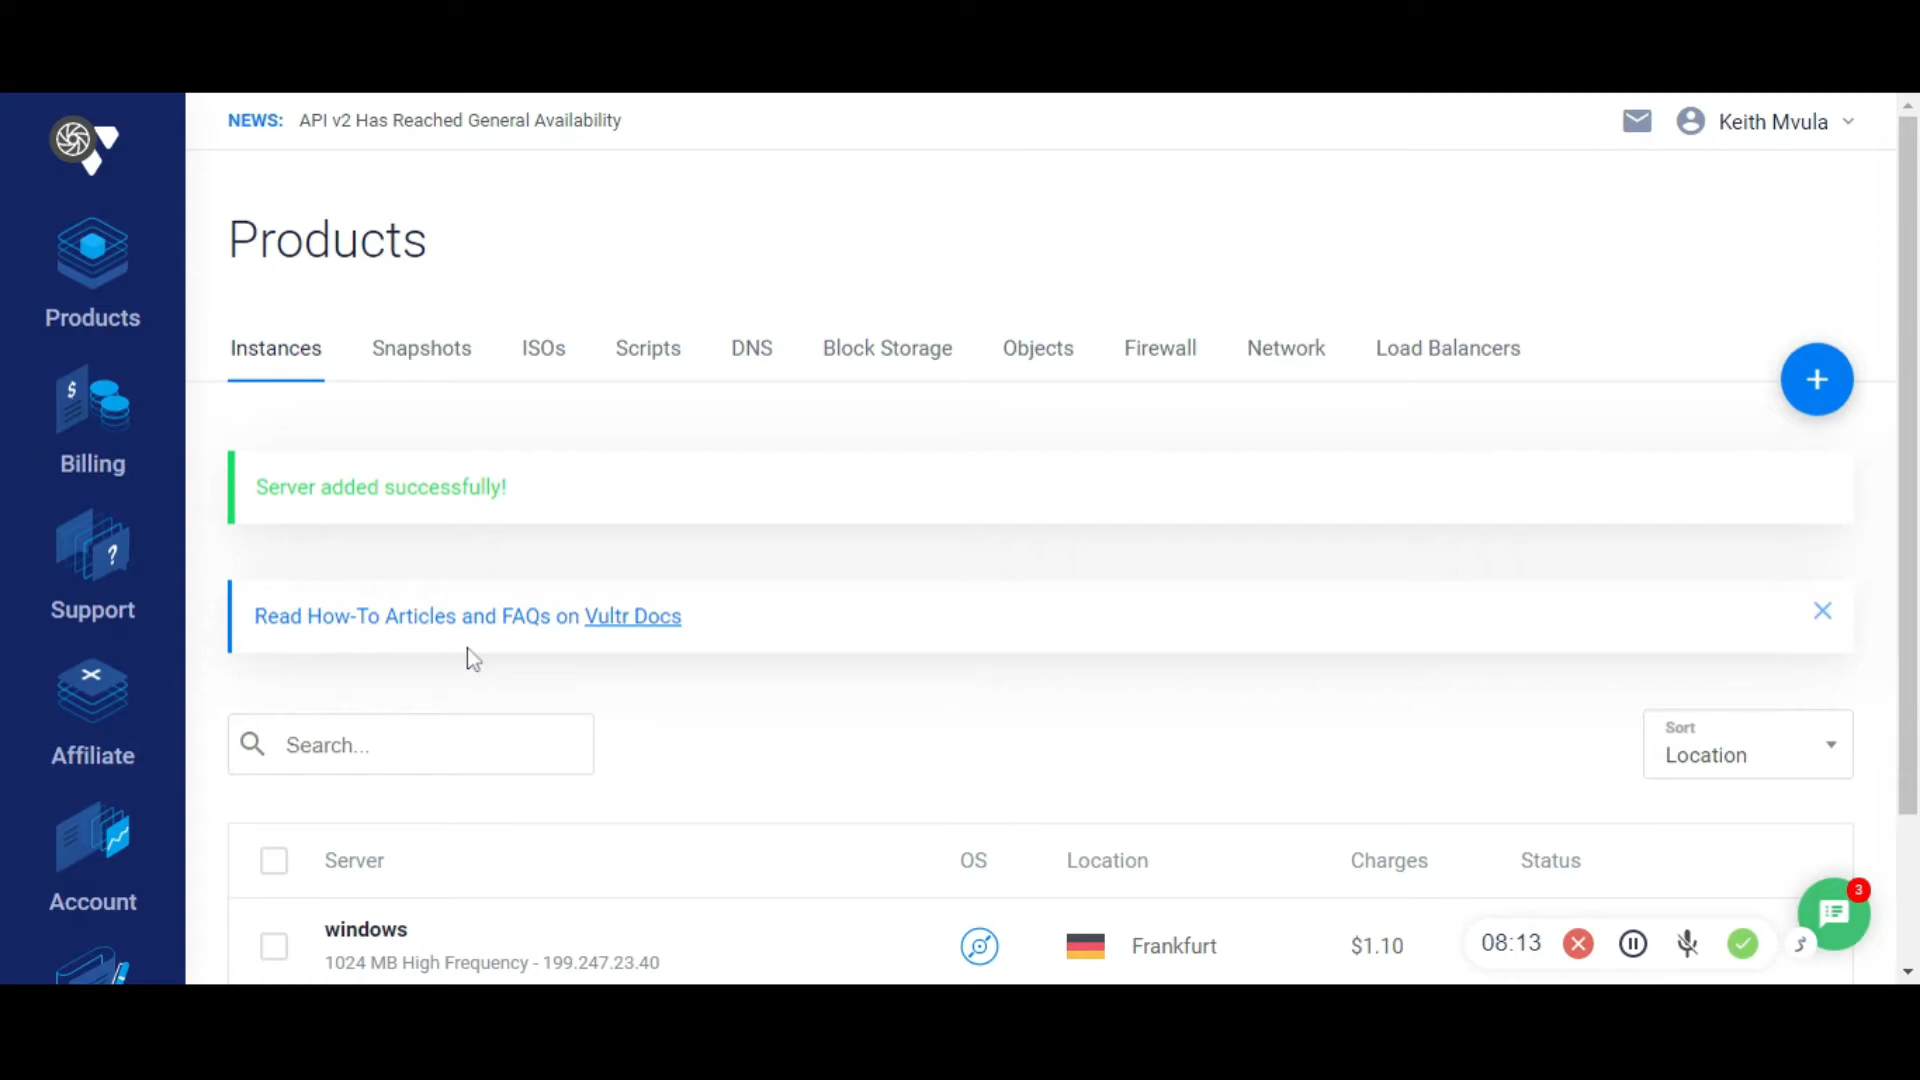 NEWS: API v2 Has Reached General Availability
Keith Mvula
Products
Products
Billing
Support
Affiliate
Account
Instances Snapshots ISOs Scripts DNS Block Storage Objects Firewall Network Load Balancers
+
Server added successfully!
Read How-To Articles and FAQs on Vultr Docs
Search...
Sort
Location
Server OS Location Charges Status
windows
1024 MB High Frequency - 199.247.23.40
Frankfurt
$1.10
08:13
3